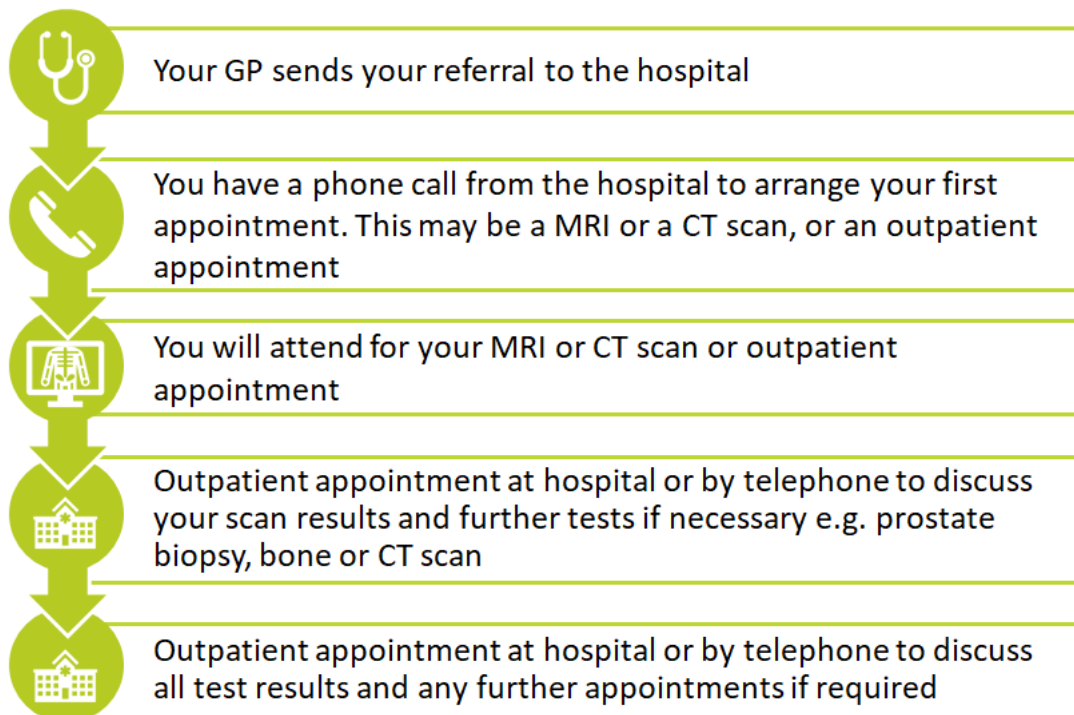 Your GP sends your referral to the hospital
You have a phone call from the hospital to arrange your first
appointment. This may be a MRI or a CT scan, or an outpatient
appointment
You will attend for your MRI or CT scan or outpatient
appointment
Outpatient appointment at hospital or by telephone to discuss
your scan results and further tests if necessary e.g. prostate
biopsy, bone or CT scan
Outpatient appointment at hospital or by telephone to discuss
all test results and any further appointments if required